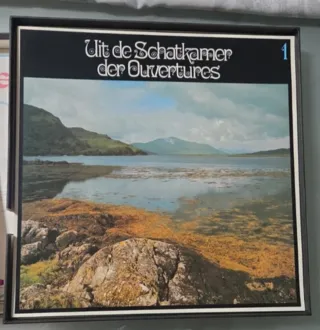 Uit de Schatkamer
der Ouvertures
1